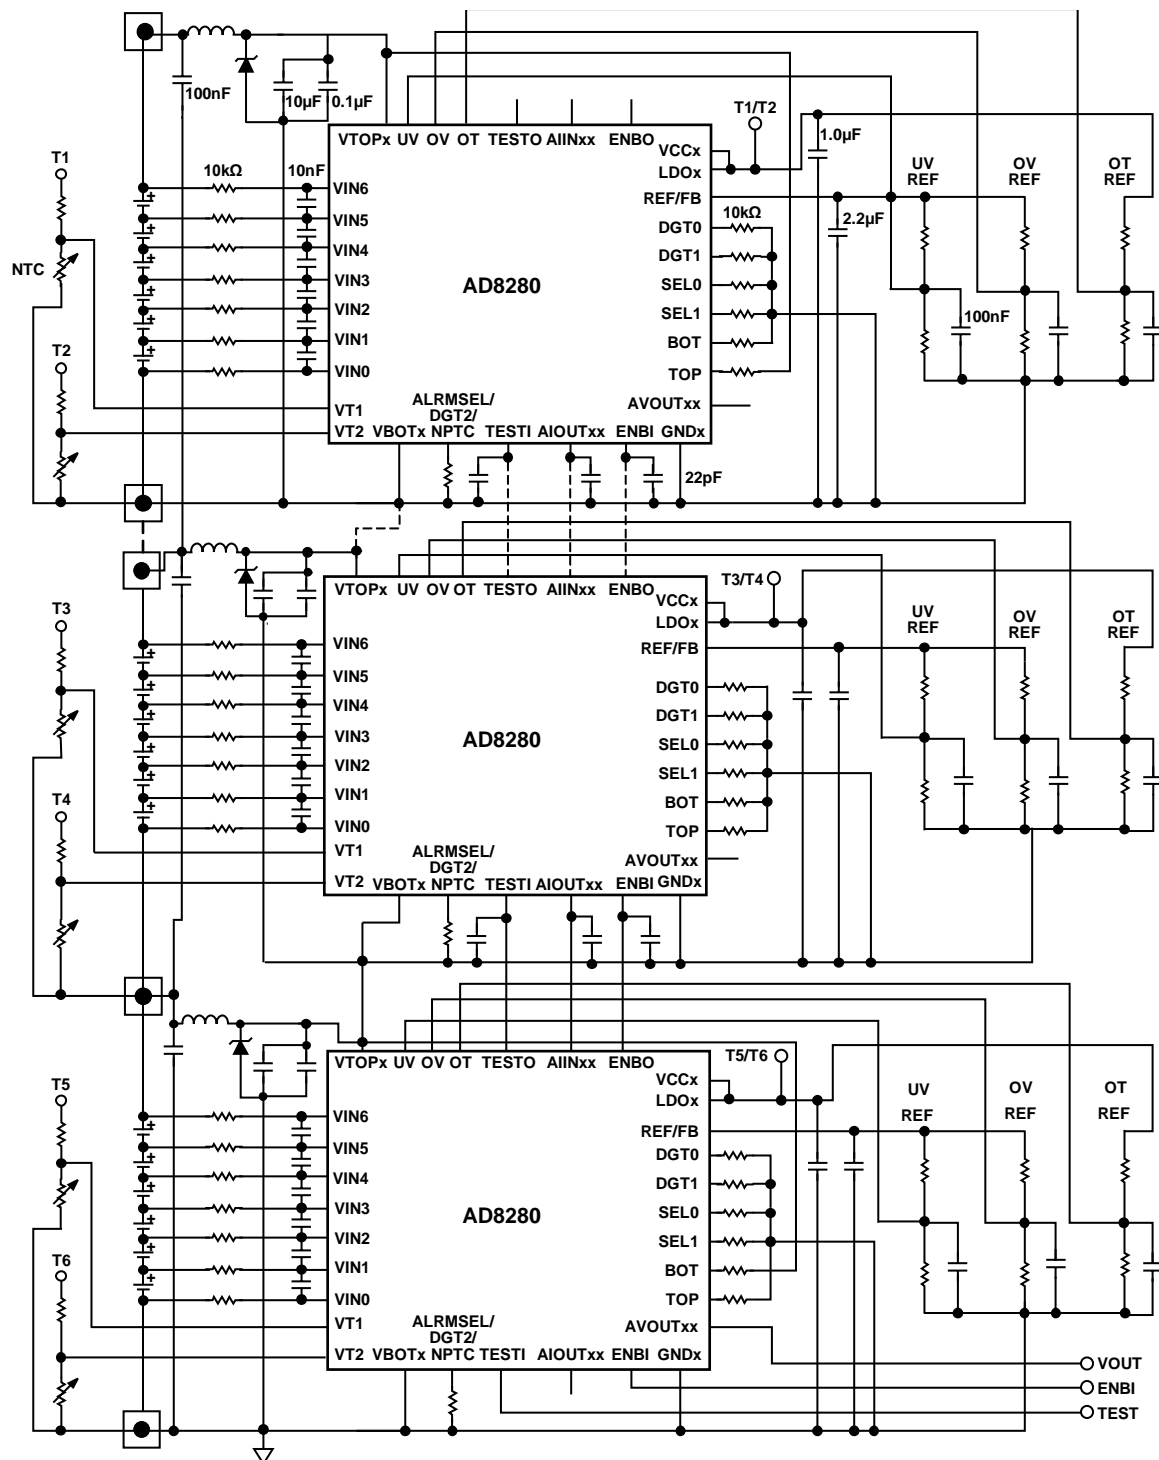 100nF
10µF 0.1µF
VTOPx UV OV OT TESTO AIINxx ENBO
T1/T2
1.0µF
VCCx
LDOx
UV
REF
OV
REF
OT
REF
T1
10kΩ
10nF
VIN6
REF/FB
VIN5
10kΩ
DGT0
2.2µF
VIN4
DGT1
NTC
VIN3
AD8280
SEL0
VIN2
SEL1
100nF
VIN1
BOT
T2
VIN0
TOP
ALRMSEL/
DGT2/
AVOUTxx
VT1
VT2 VBOTx NPTC TESTI AIOUTxx ENBI GNDx
22pF
VTOPx UV OV OT TESTO AIINxx ENBO
T3/T4
VCCx
LDOx
UV
REF
OV
REF
OT
REF
T3
VIN6
REF/FB
VIN5
DGT0
VIN4
DGT1
VIN3
AD8280
SEL0
VIN2
SEL1
VIN1
BOT
T4
VIN0
TOP
VT1
ALRMSEL/
DGT2/
AVOUTxx
VT2 VBOTx NPTC TESTI AIOUTxx ENBI GNDx
VTOPx UV OV OT TESTO AIINxx ENBO
T5/T6
VCCx
LDOx
UV
REF
OV
REF
OT
REF
T5
VIN6
REF/FB
VIN5
DGT0
VIN4
DGT1
VIN3
AD8280
SEL0
VIN2
SEL1
T6
VIN1
BOT
VIN0
TOP
VT1
ALRMSEL/
DGT2/
AVOUTxx
VT2 VBOTx NPTC TESTI AIOUTxx ENBI GNDx
VOUT
ENBI
TEST